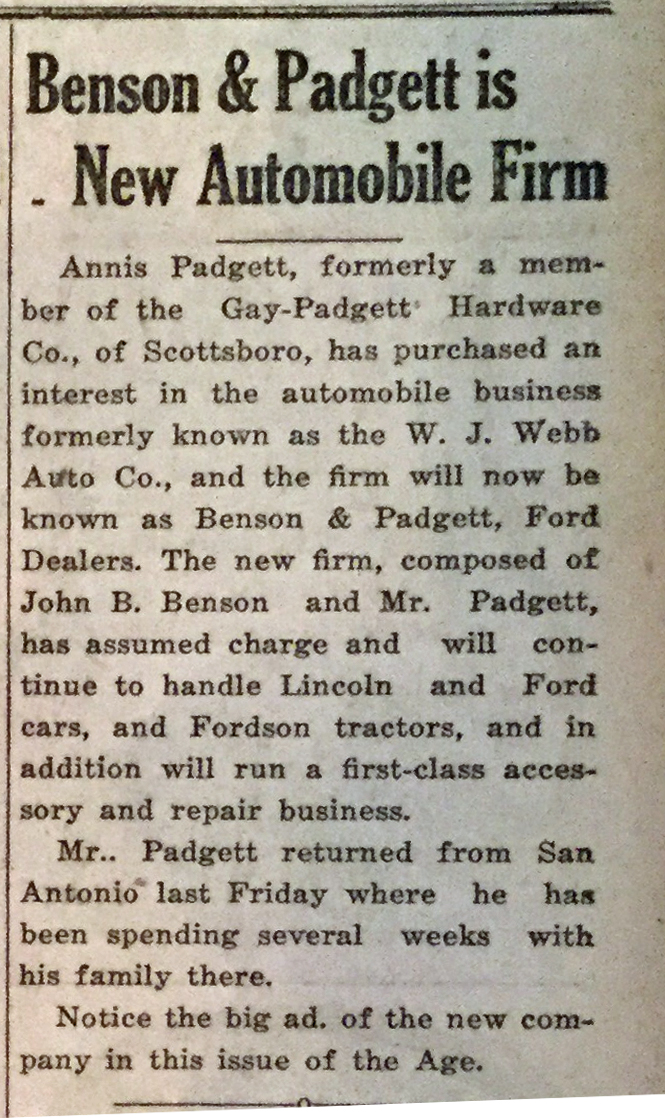 Benson & Padgett is
New Automobile Firm
Annis Padgett, formerly a mem-
ber of the Gay-Padgett Hardware
Co., of Scottsboro, has purchased an
interest in the automobile business
formerly known as the W. J. Webb
Auto Co., and the firm will now be
known as Benson & Padgett, Ford
Dealers. The new firm, composed of
John B. Benson and Mr. Padgett,
has assumed charge and will con-
tinue to handle Lincoln and Ford
cars, and Fordson tractors, and in
addition will run a first-class acces-
sory and repair business.
Mr.. Padgett returned from San
Antonio last Friday where he has
been spending several weeks with
his family there.
Notice the big ad. of the new com-
pany in this issue of the Age.